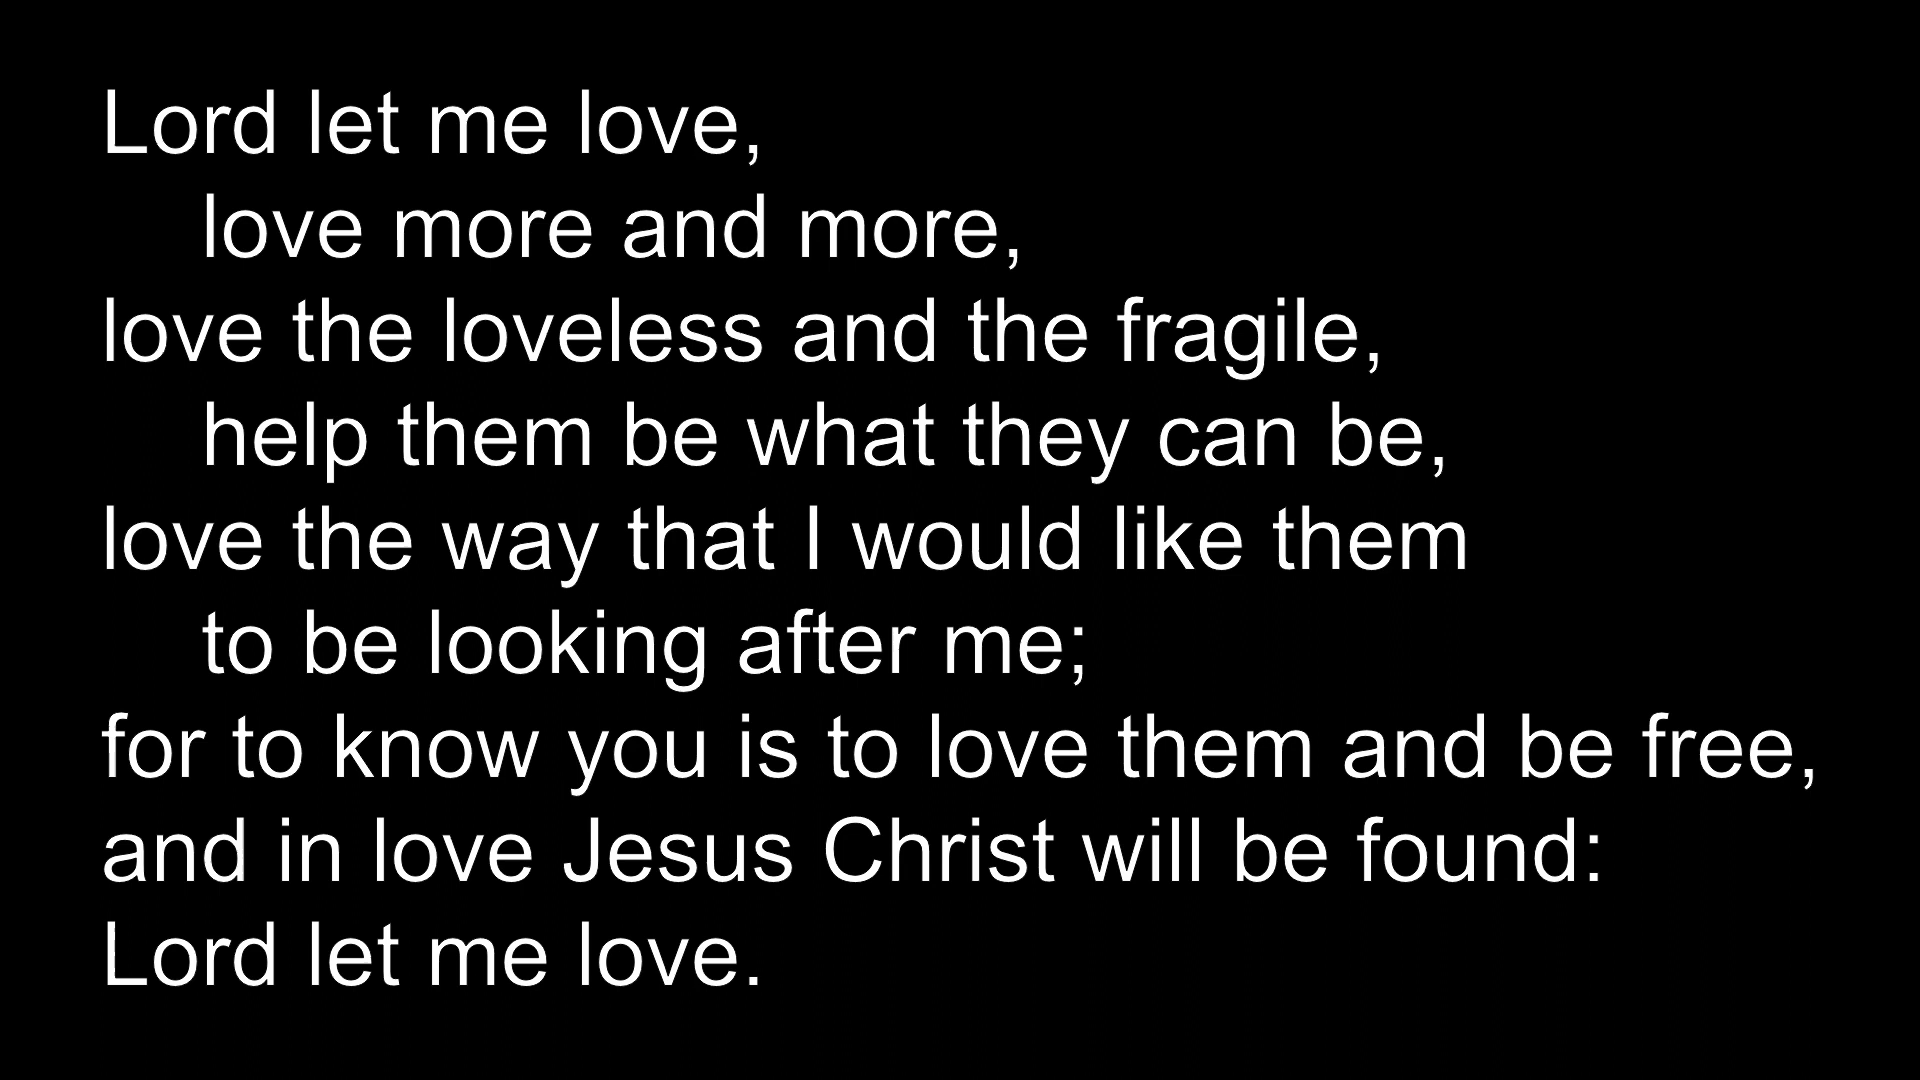 Lord let me love,
love more and more,
love the loveless and the fragile,
help them be what they can be,
love the way that I would like them
to be looking after me;
for to know you is to love them and be free,
and in love Jesus Christ will be found:
Lord let me love.